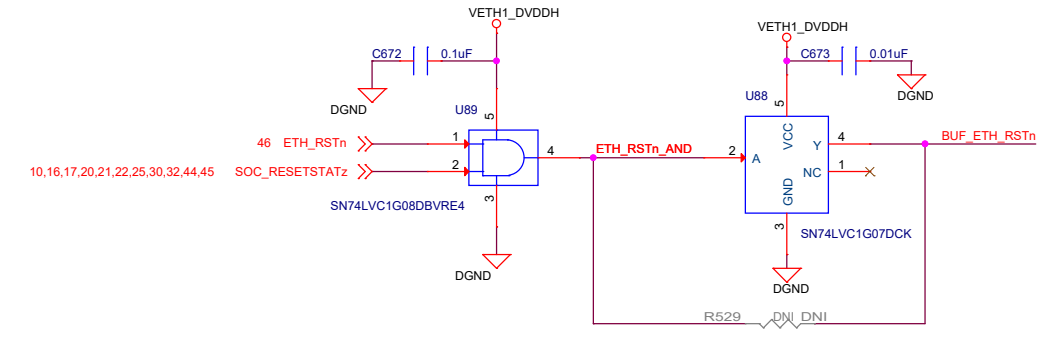 VETH1_DVDDH
VETH1_DVDDH
C672 0.1uF
C673 0.01uF
DGND
DGND
U89
U88
5
5
46 ETH_RSTn
1
VCC
4
BUF_ETH_RSTn
Y
4
ETH_RSTn_AND
2
A
10,16,17,20,21,22,25,30,32,44,45 SOC_RESETSTATz
2
NC
1
GND
3
3
SN74LVC1G08DBVRE4
SN74LVC1G07DCK
DGND
DGND
R529 DNI DNI